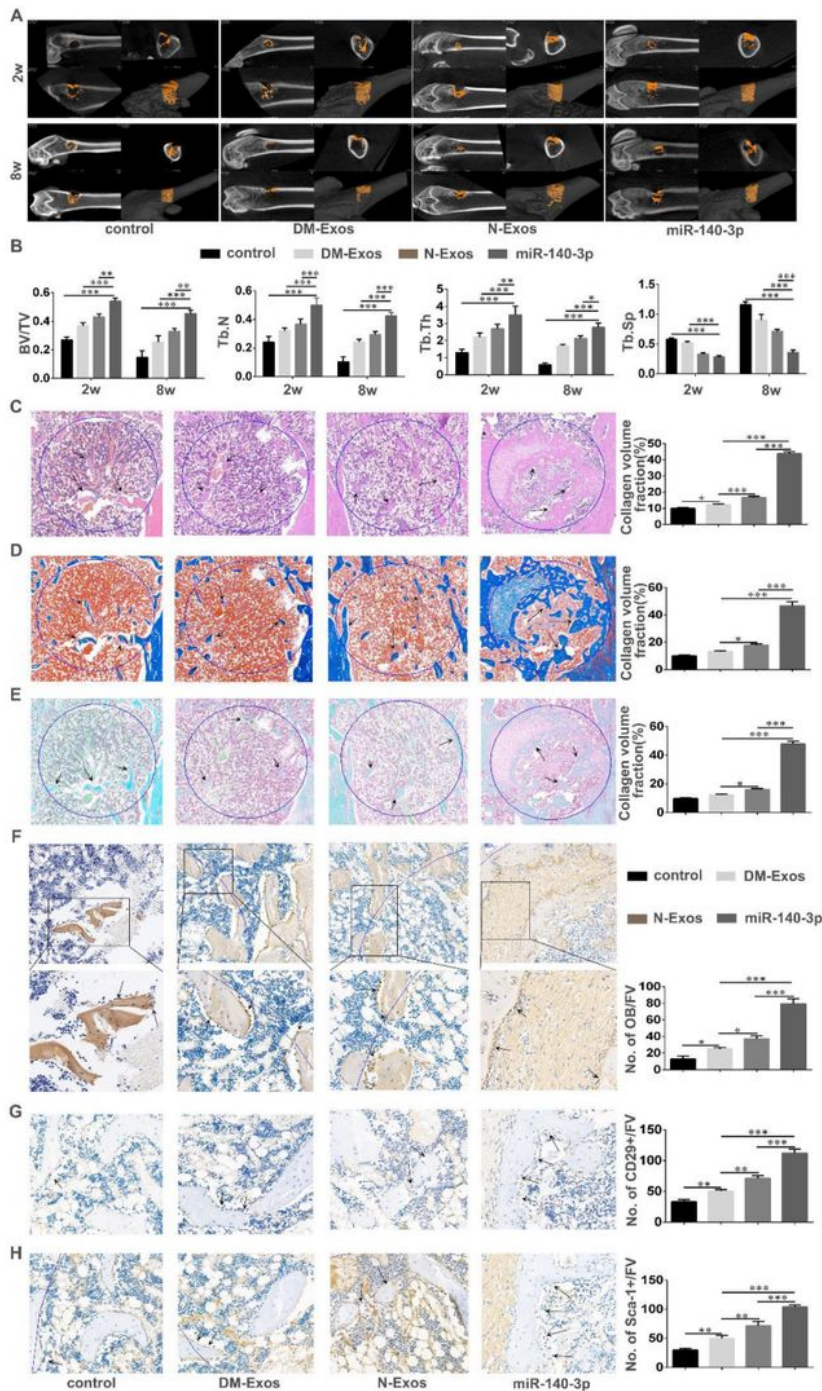 A
2w
8w
control DM-Exos N-Exos miR-140-3p
B
control DM-Exos N-Exos miR-140-3p
BV/TV
0.6
0.4
0.2
0.0
***
***
**
***
***
**
2w 8w
Tb.N
0.6
0.4
0.2
0.0
***
***
***
***
***
***
2w 8w
Tb.Th
5
4
3
2
1
0
***
***
**
***
***
*
2w 8w
Tb.Sp
1.5
1.0
0.5
0.0
***
***
***
***
***
2w 8w
C
Collagen volume
fraction(%)
50
40
30
20
10
0
***
***
***
*
D
Collagen volume
fraction(%)
60
40
20
0
***
***
*
E
Collagen volume
fraction(%)
60
40
20
0
***
***
*
F
control DM-Exos
N-Exos miR-140-3p
No. of OB/FV
100
80
60
40
20
0
***
***
*
*
G
No. of CD29+/FV
150
100
50
0
***
***
**
**
H
No. of Sca-1+/FV
150
100
50
0
***
***
**
**
control DM-Exos N-Exos miR-140-3p